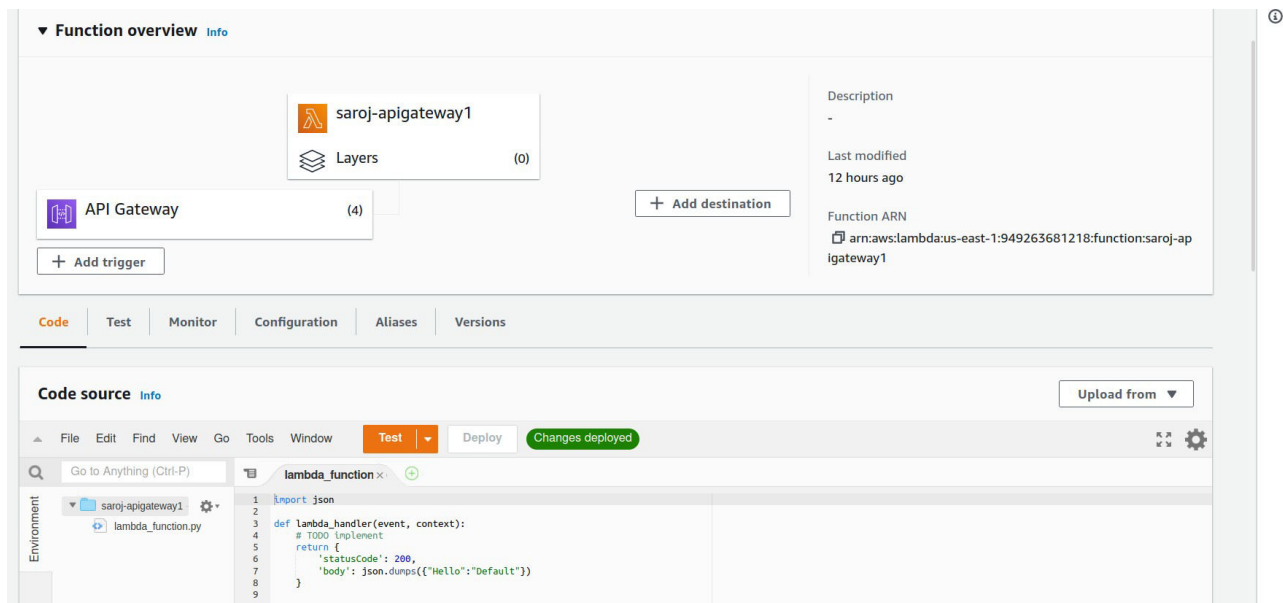 ▼ Function overview Info
saroj-apigateway1
Layers (0)
API Gateway (4)
+ Add trigger
+ Add destination
Description
-
Last modified
12 hours ago
Function ARN
arn:aws:lambda:us-east-1:949263681218:function:saroj-ap
igateway1
Code Test Monitor Configuration Aliases Versions
Code source Info
Upload from ▼
File Edit Find View Go Tools Window Test Deploy Changes deployed
Go to Anything (Ctrl-P)
lambda_function ×
Environment
saroj-apigateway1
lambda_function.py
1 import json
2
3 def lambda_handler(event, context):
4     # TODO implement
5     return {
6         'statusCode': 200,
7         'body': json.dumps({"Hello":"Default"})
8     }
9